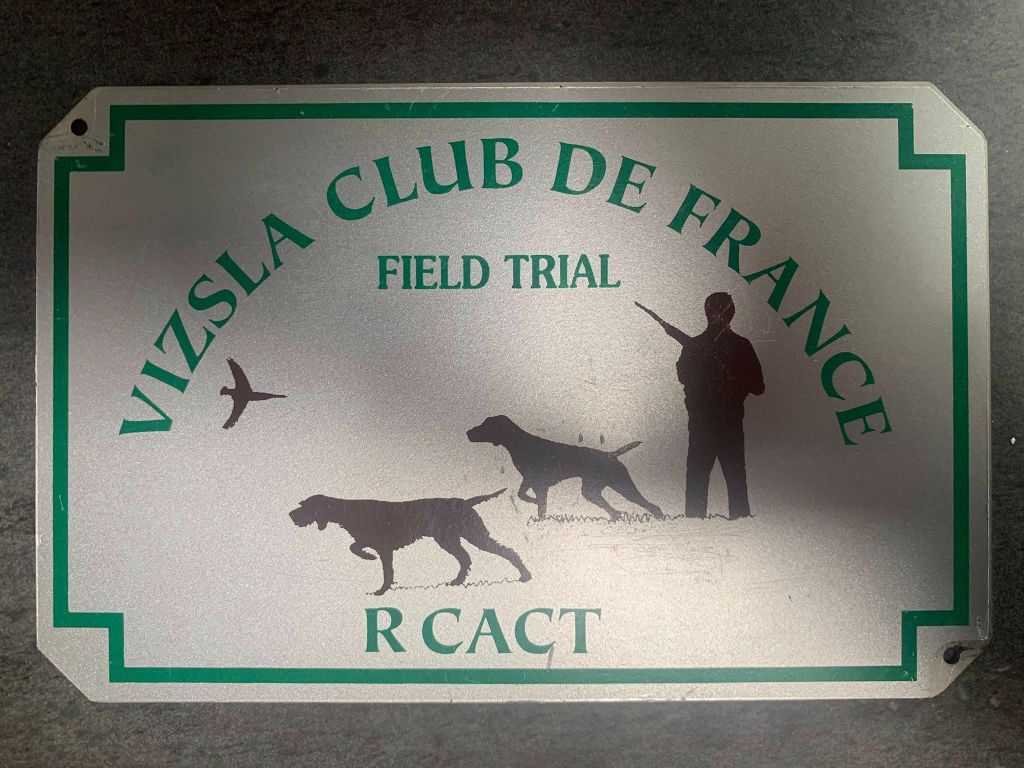 VIZSLA CLUB DE FRANCE
FIELD TRIAL
R CACT